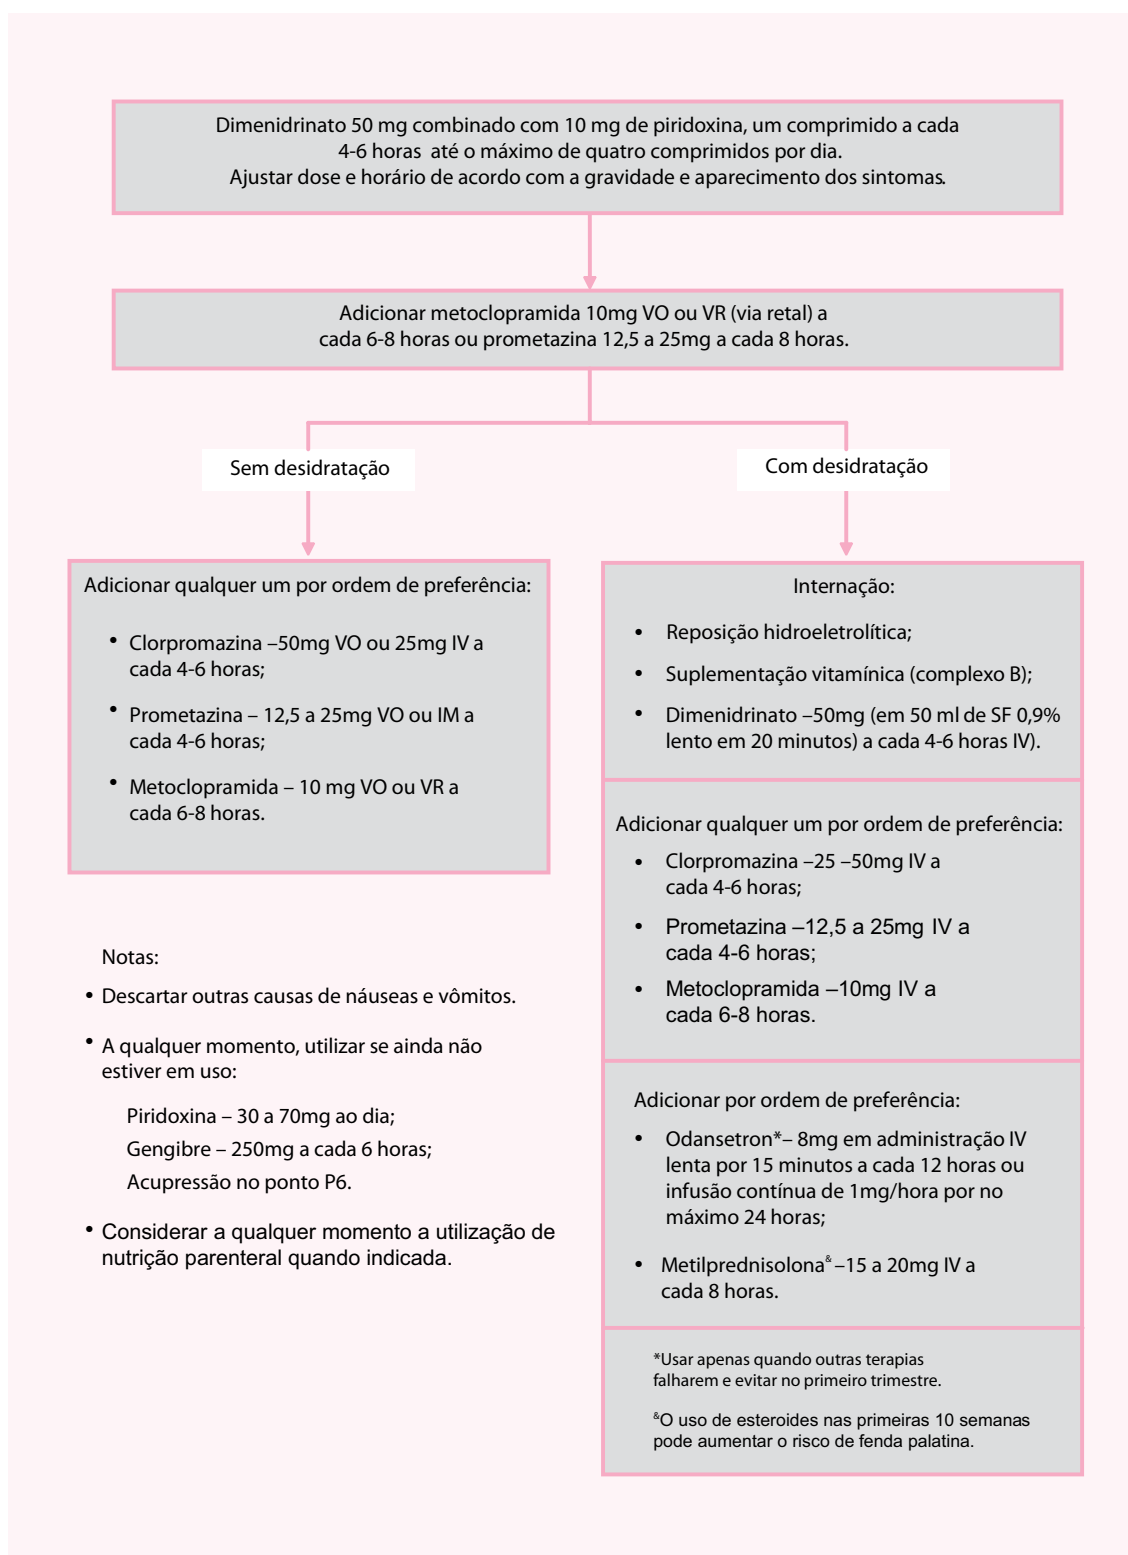 Dimenidrinato 50 mg combinado com 10 mg de piridoxina, um comprimido a cada
4-6 horas até o máximo de quatro comprimidos por dia.
Ajustar dose e horário de acordo com a gravidade e aparecimento dos sintomas.
Adicionar metoclopramida 10mg VO ou VR (via retal) a
cada 6-8 horas ou prometazina 12,5 a 25mg a cada 8 horas.
Sem desidratação
Com desidratação
Adicionar qualquer um por ordem de preferência:
• Clorpromazina –50mg VO ou 25mg IV a
cada 4-6 horas;
• Prometazina – 12,5 a 25mg VO ou IM a
cada 4-6 horas;
• Metoclopramida – 10 mg VO ou VR a
cada 6-8 horas.
Notas:
• Descartar outras causas de náuseas e vômitos.
• A qualquer momento, utilizar se ainda não
estiver em uso:
Piridoxina – 30 a 70mg ao dia;
Gengibre – 250mg a cada 6 horas;
Acupressão no ponto P6.
• Considerar a qualquer momento a utilização de
nutrição parenteral quando indicada.
Internação:
• Reposição hidroeletrolítica;
• Suplementação vitamínica (complexo B);
• Dimenidrinato –50mg (em 50 ml de SF 0,9%
lento em 20 minutos) a cada 4-6 horas IV).
Adicionar qualquer um por ordem de preferência:
• Clorpromazina –25 –50mg IV a
cada 4-6 horas;
• Prometazina –12,5 a 25mg IV a
cada 4-6 horas;
• Metoclopramida –10mg IV a
cada 6-8 horas.
Adicionar por ordem de preferência:
• Odansetron*– 8mg em administração IV
lenta por 15 minutos a cada 12 horas ou
infusão contínua de 1mg/hora por no
máximo 24 horas;
• Metilprednisolona&–15 a 20mg IV a
cada 8 horas.
*Usar apenas quando outras terapias
falharem e evitar no primeiro trimestre.
&O uso de esteroides nas primeiras 10 semanas
pode aumentar o risco de fenda palatina.